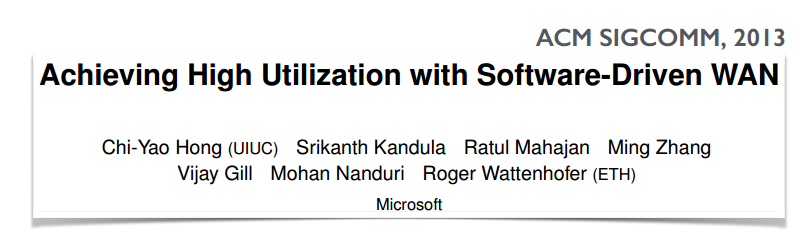 ACM SIGCOMM, 2013
Achieving High Utilization with Software-Driven WAN
Chi-Yao Hong (UIUC) Srikanth Kandula Ratul Mahajan Ming Zhang
Vijay Gill Mohan Nanduri Roger Wattenhofer (ETH)
Microsoft